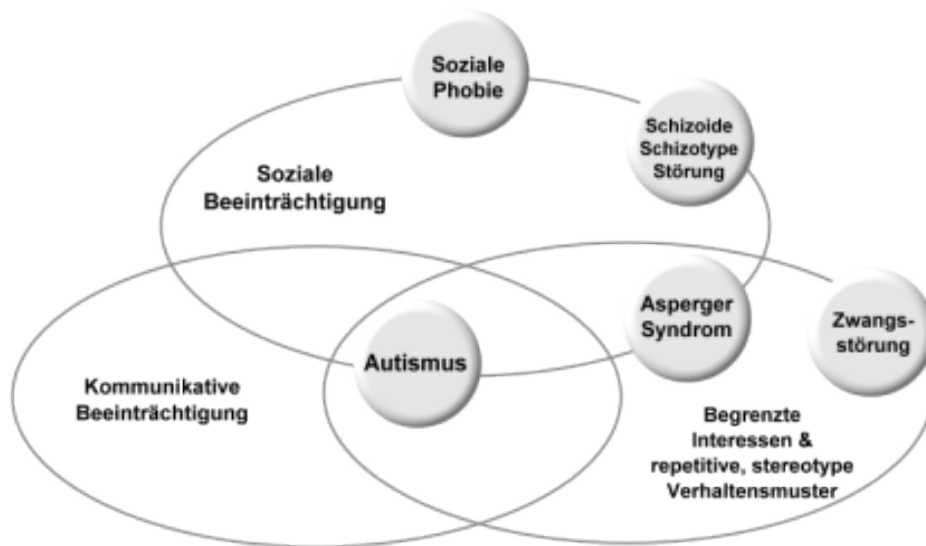 Soziale
Phobie
Schizoide
Schizotype
Störung
Soziale
Beeinträchtigung
Asperger
Syndrom
Zwangs-
störung
Autismus
Kommunikative
Beeinträchtigung
Begrenzte
Interessen &
repetitive, stereotype
Verhaltensmuster